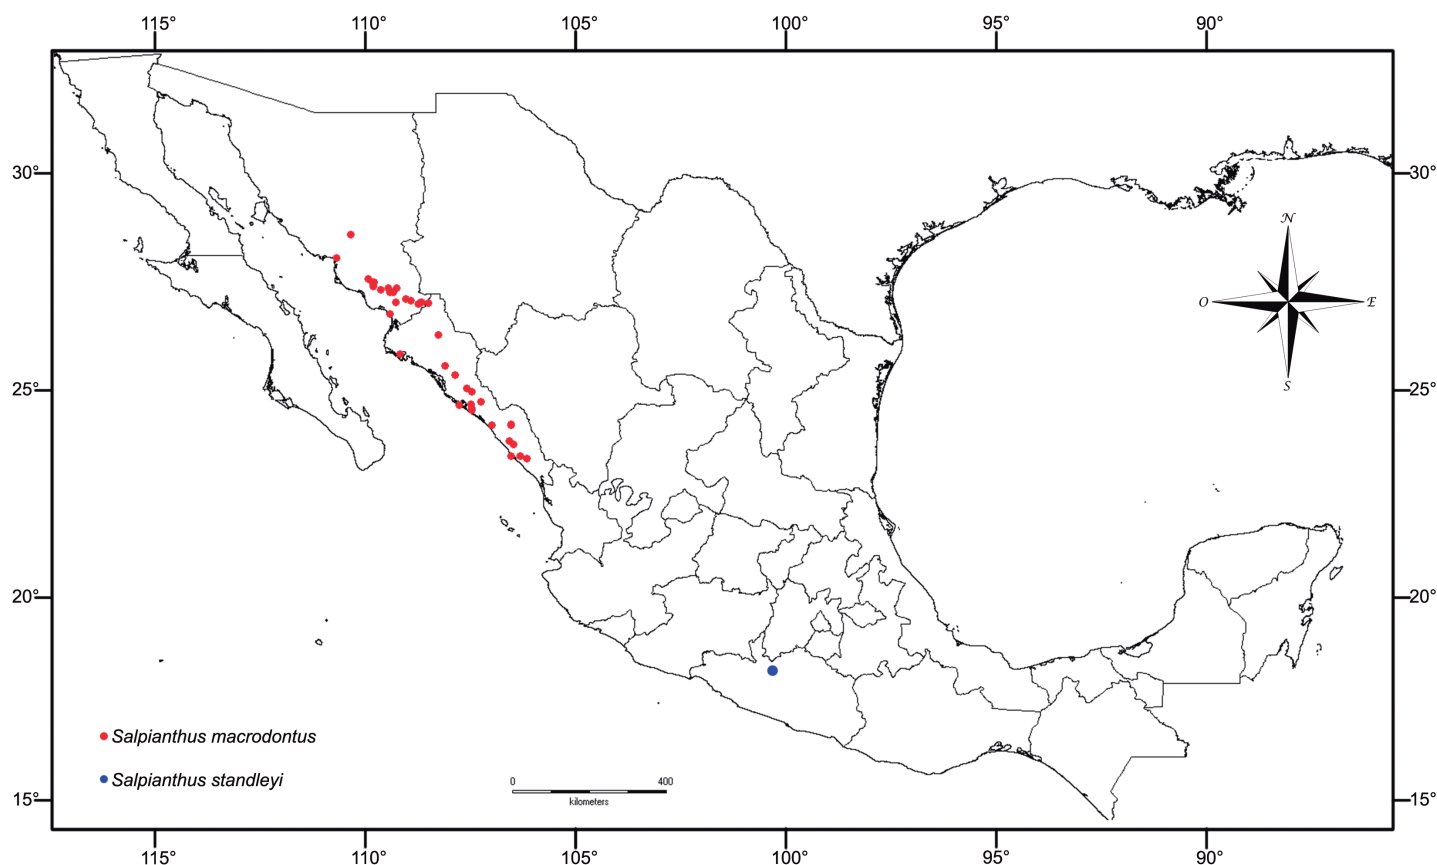 115° 110° 105° 100° 95° 90°
30° 30°
N
O E
S
25° 25°
20° 20°
Salpianthus macrodontus
Salpianthus standleyi
0 400
kilometers
15° 15°
115° 110° 105° 100° 95° 90°